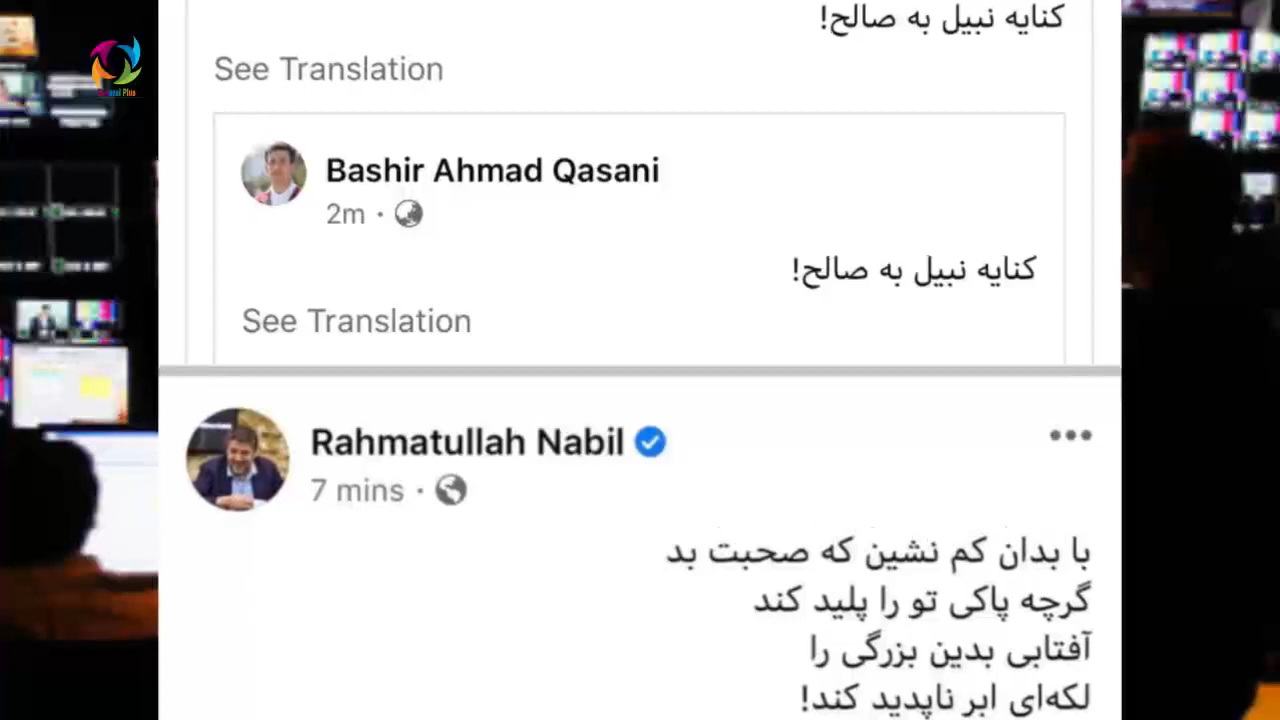 کنایه نبیل به صالح!
See Translation
Bashir Ahmad Qasani
2m ·
کنایه نبیل به صالح!
See Translation
Rahmatullah Nabil
7 mins ·
با بدان کم نشین که صحبت بد
گرچه پاکی تو را پلید کند
آفتابی بدین بزرگی را
لکه‌ای ابر ناپدید کند!